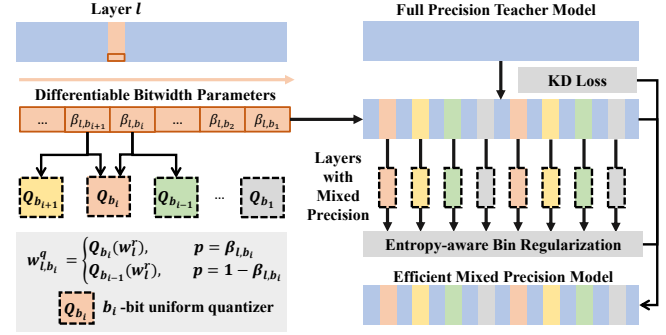 Layer l
Differentiable Bitwidth Parameters
... β_{l,b_{i+1}} β_{l,b_i} ... β_{l,b_2} β_{l,b_1}
Q_{b_{i+1}} Q_{b_i} Q_{b_{i-1}} ... Q_{b_1}
w^q_{l,b_i} = { Q_{b_i}(w^r_l), p = β_{l,b_i}
Q_{b_{i-1}}(w^r_l), p = 1 − β_{l,b_i}
Q_{b_i} b_i -bit uniform quantizer
Full Precision Teacher Model
KD Loss
Layers
with
Mixed
Precision
Entropy-aware Bin Regularization
Efficient Mixed Precision Model